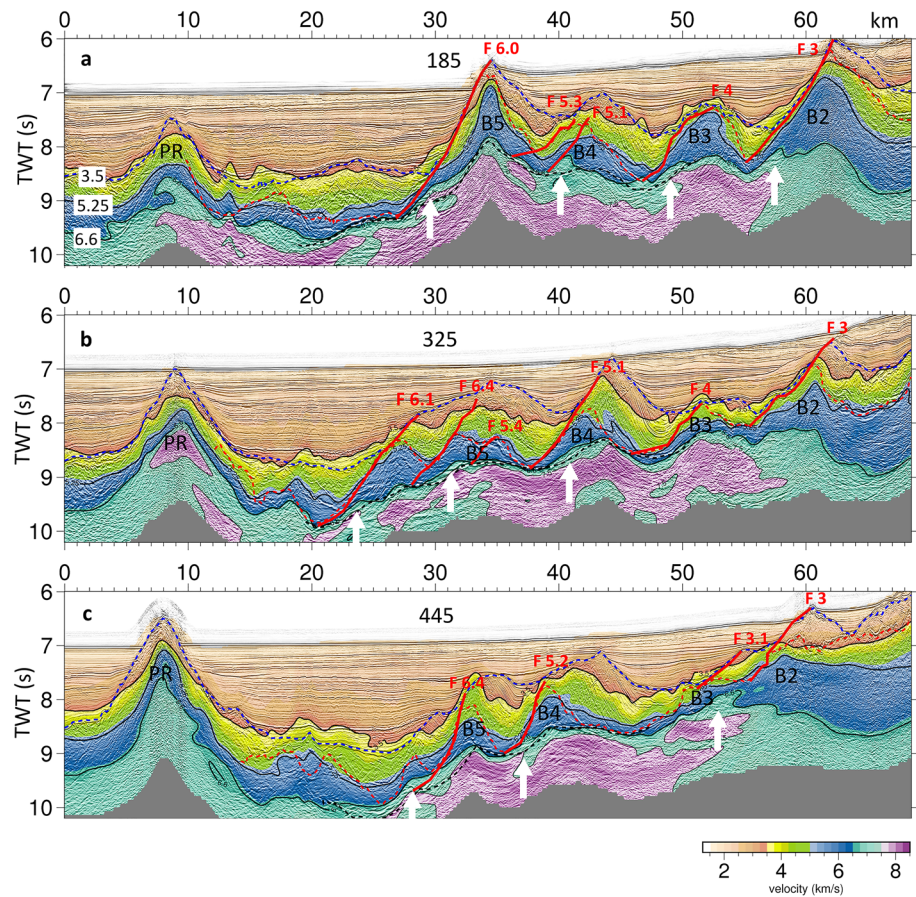 0 10 20 30 40 50 60 km
6 a 185 F 6.0 F 3
7 F 5.3 F 5.1 F 4
8 PR B5 B4 B3 B2
3.5
9 5.25
6.6
10
TWT (s)
0 10 20 30 40 50 60
6 b 325 F 3
7 F 5.1
F 6.1 F 6.4 F 4
8 PR F 5.4 B5 B4 B3 B2
9
10
TWT (s)
0 10 20 30 40 50 60
6 c 445 F 3
7 PR F 6.4 F 5.2 F 3.1
8 B5 B4 B3 B2
9
10
TWT (s)
2 4 6 8
velocity (km/s)